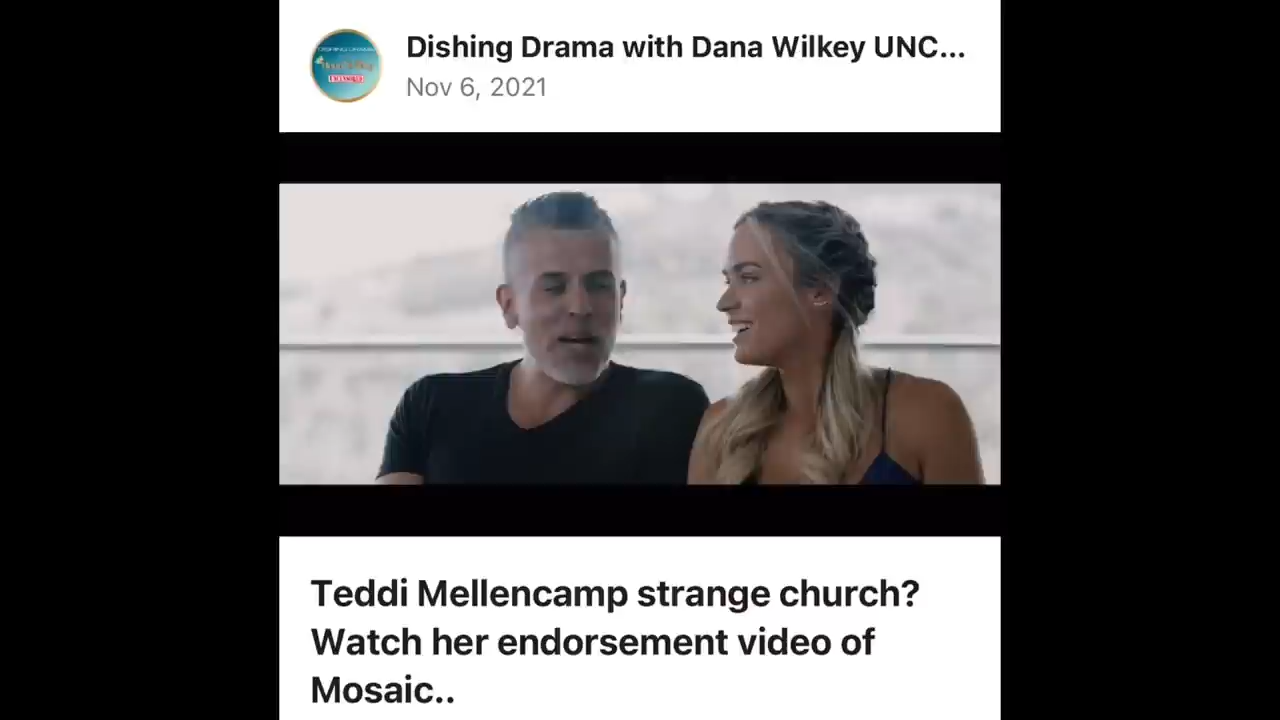 Dishing Drama with Dana Wilkey UNC...
Nov 6, 2021
Teddi Mellencamp strange church?
Watch her endorsement video of
Mosaic..